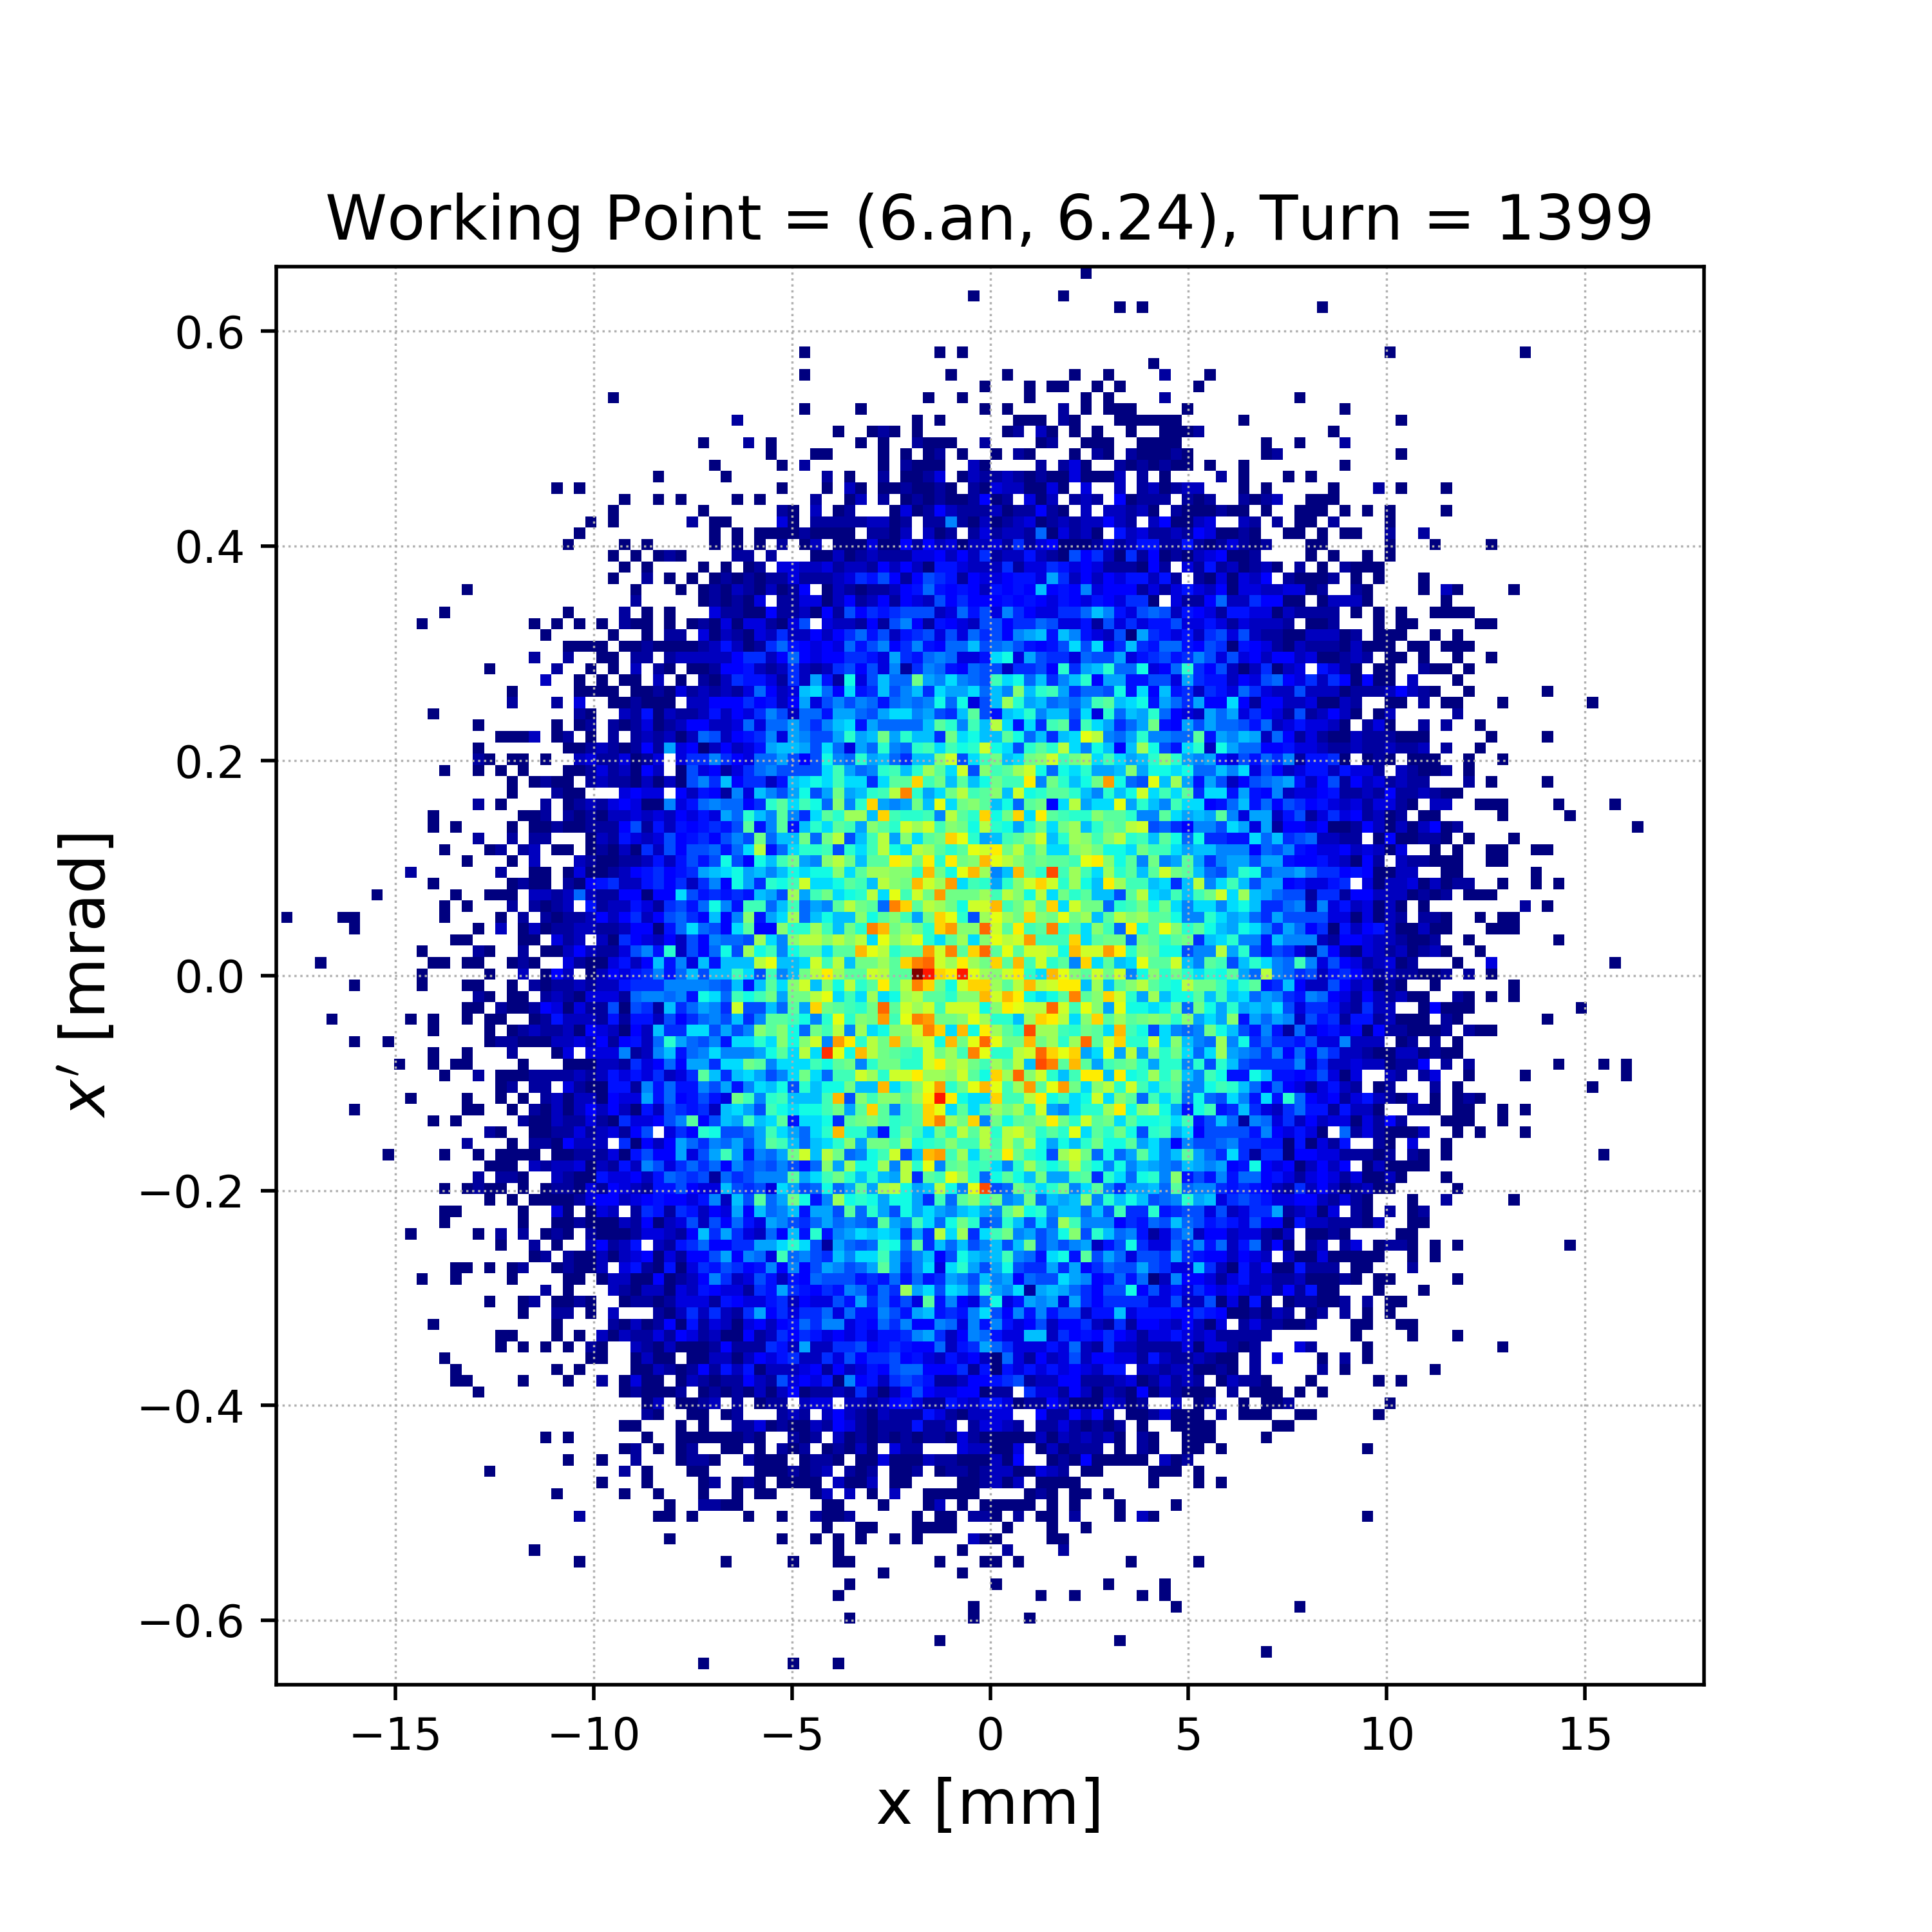 Working Point = (6.an, 6.24), Turn = 1399
0.6
0.4
0.2
0.0
−0.2
−0.4
−0.6
x′ [mrad]
−15 −10 −5 0 5 10 15
x [mm]